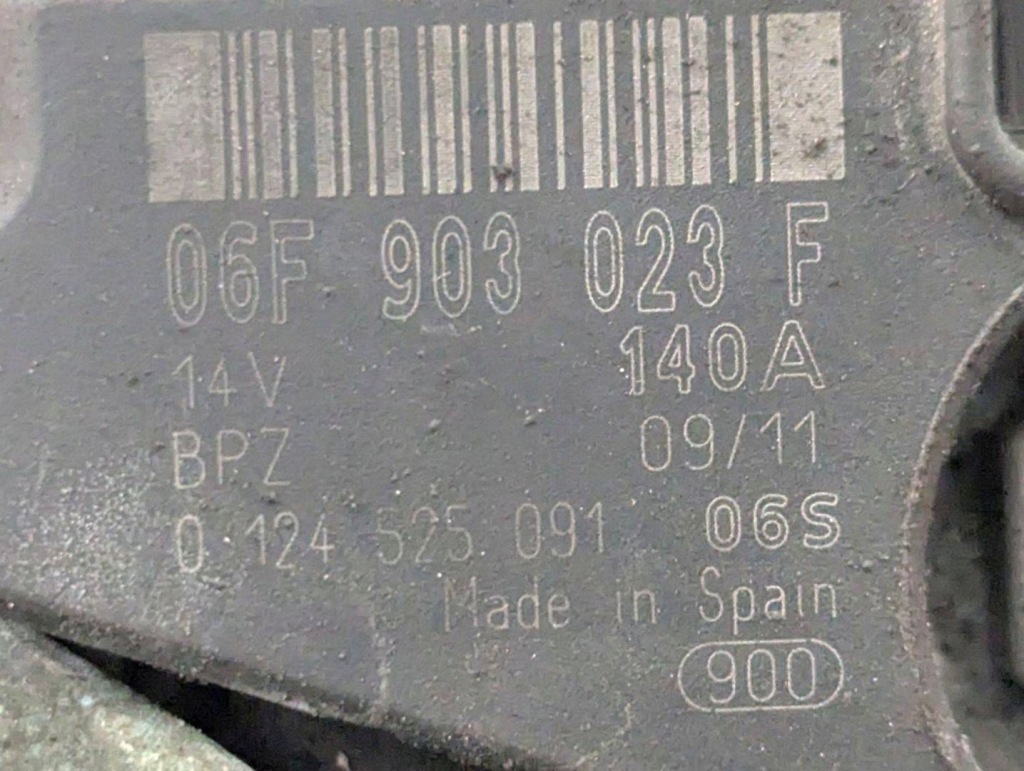 06F 903 023 F
14V 140A
BPZ 09/11
0 124 525 091 06S
Made in Spain
900